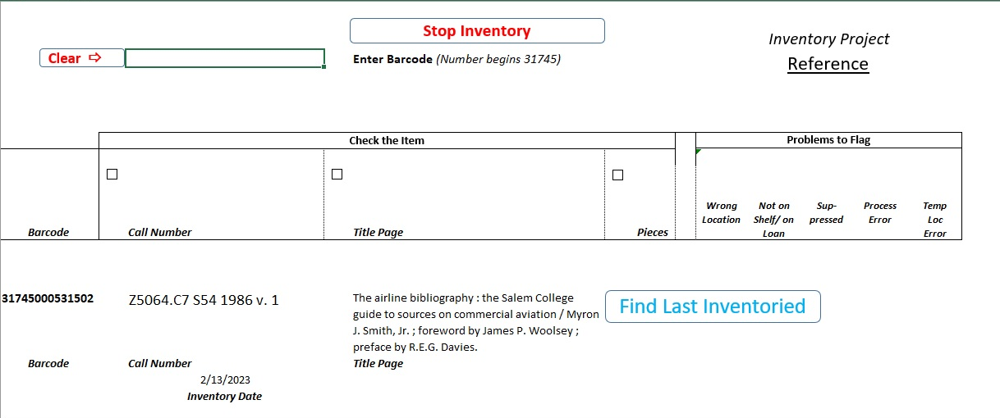 Stop Inventory
Inventory Project
Clear ⇨
Enter Barcode (Number begins 31745)
Reference
Check the Item
Problems to Flag
Wrong Location
Not on Shelf/ on Loan
Sup-pressed
Process Error
Temp Loc Error
Barcode
Call Number
Title Page
Pieces
31745000531502
Z5064.C7 S54 1986 v. 1
The airline bibliography : the Salem College
guide to sources on commercial aviation / Myron
J. Smith, Jr. ; foreword by James P. Woolsey ;
preface by R.E.G. Davies.
Find Last Inventoried
Barcode
Call Number
Title Page
2/13/2023
Inventory Date